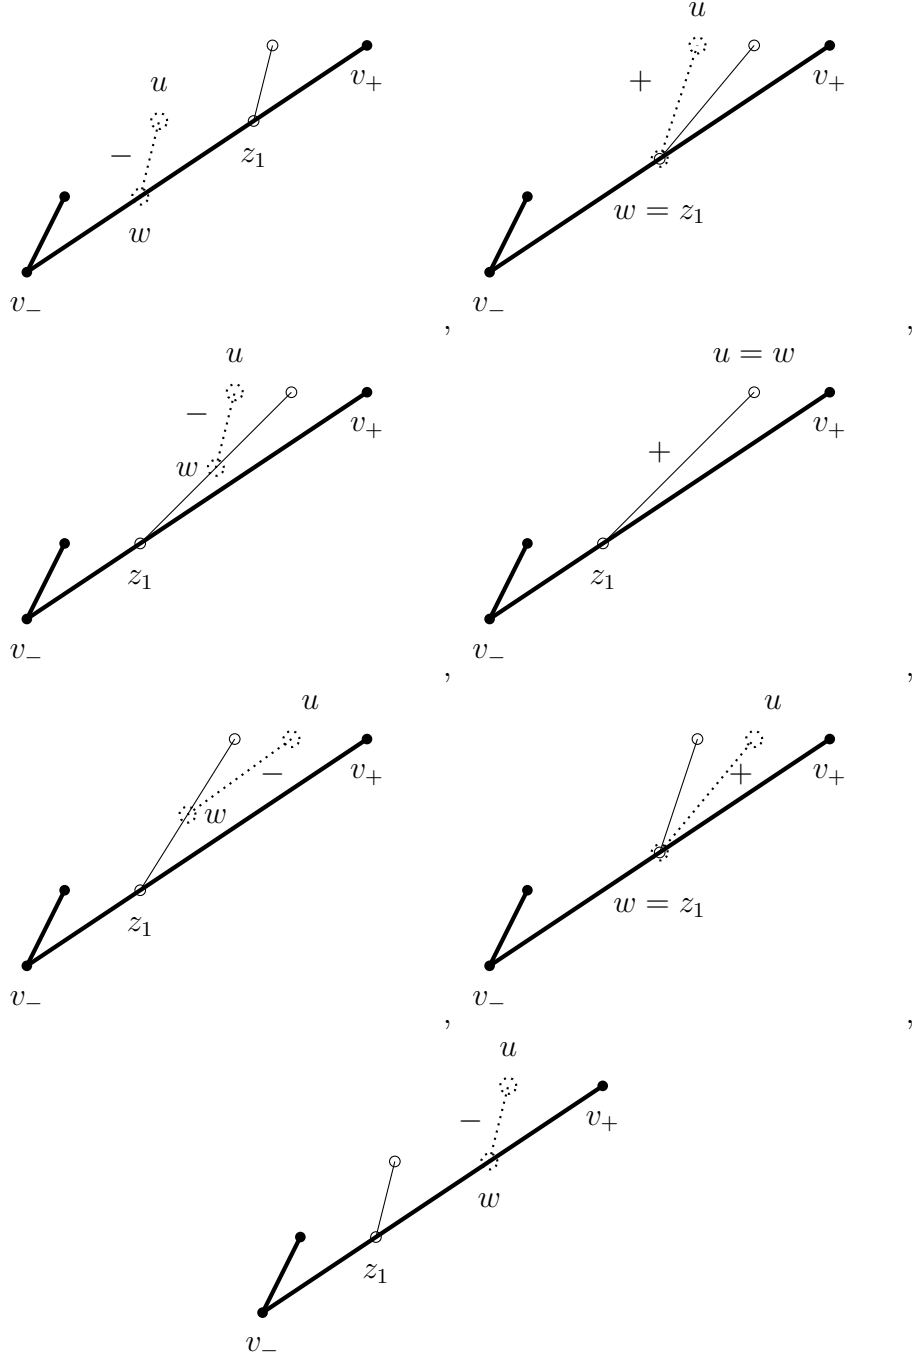 u
u
v₊
v₊
−
+
z₁
w
w = z₁
v₋
v₋
, ,
u
u = w
v₊
v₊
−
+
w
z₁
z₁
v₋
v₋
, ,
u
u
−
+
v₊
v₊
w
z₁
w = z₁
v₋
v₋
, ,
u
−
v₊
w
z₁
v₋